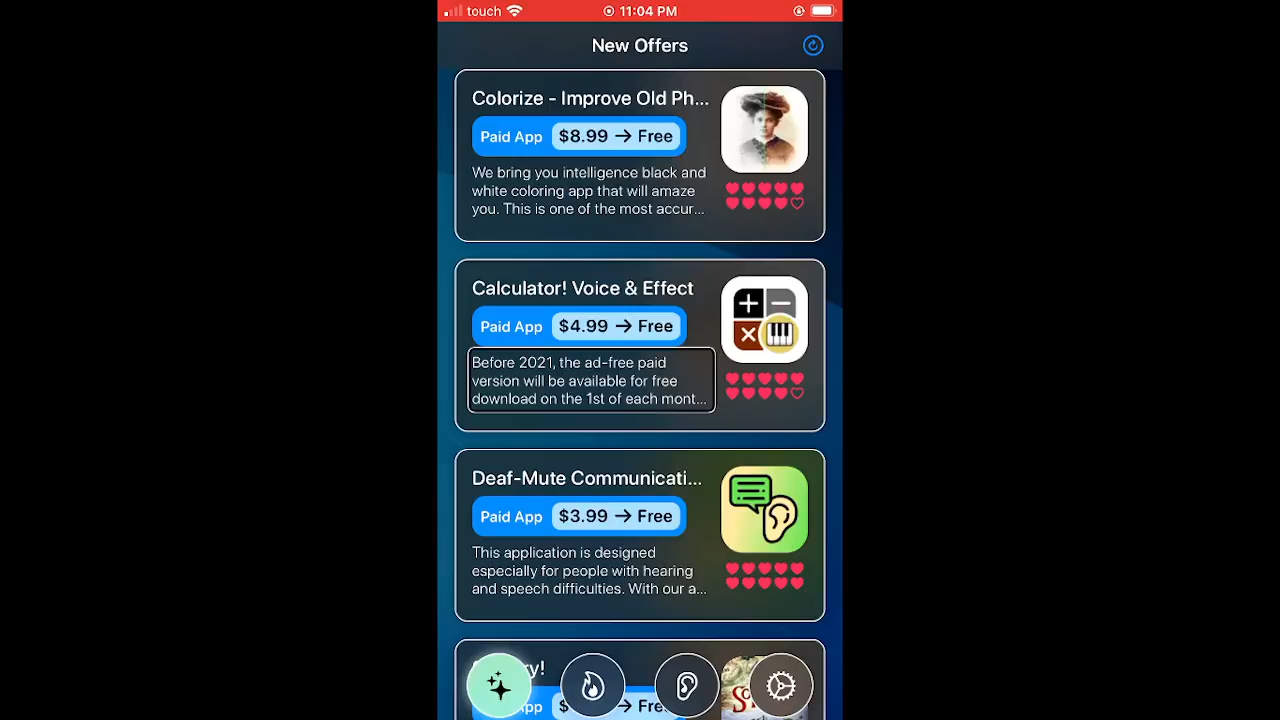 touch
11:04 PM
New Offers
Colorize - Improve Old Ph...
Paid App $8.99 → Free
We bring you intelligence black and
white coloring app that will amaze
you. This is one of the most accur...
Calculator! Voice & Effect
Paid App $4.99 → Free
Before 2021, the ad-free paid
version will be available for free
download on the 1st of each mont...
Deaf-Mute Communicati...
Paid App $3.99 → Free
This application is designed
especially for people with hearing
and speech difficulties. With our a...